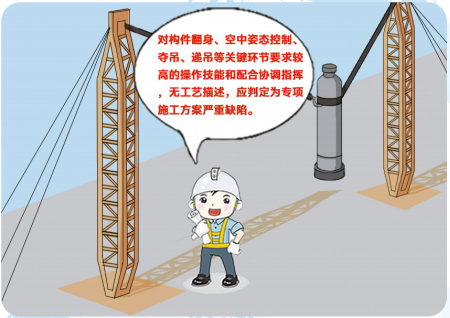 对构件翻身、空中姿态控制、
夺吊、递吊等关键环节要求较
高的操作技能和配合协调指挥
，无工艺描述，应判定为专项
施工方案严重缺陷。